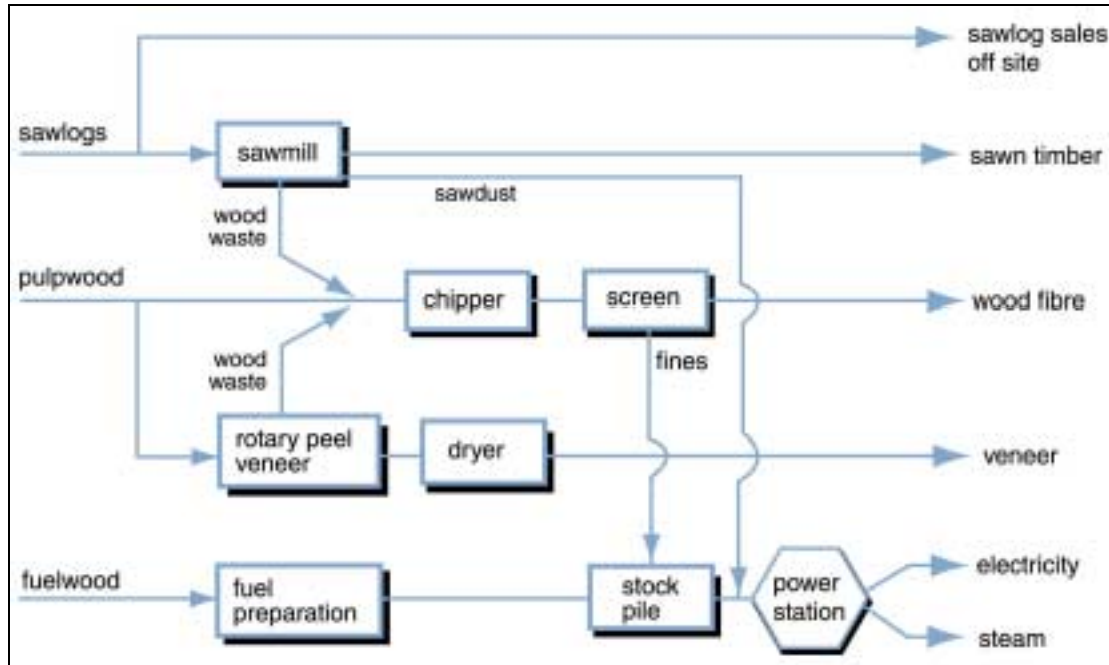 sawlog sales
off site
sawlogs
sawmill
sawn timber
sawdust
wood
waste
pulpwood
chipper
screen
wood fibre
wood
waste
fines
rotary peel
veneer
dryer
veneer
fuelwood
fuel
preparation
stock
pile
power
station
electricity
steam